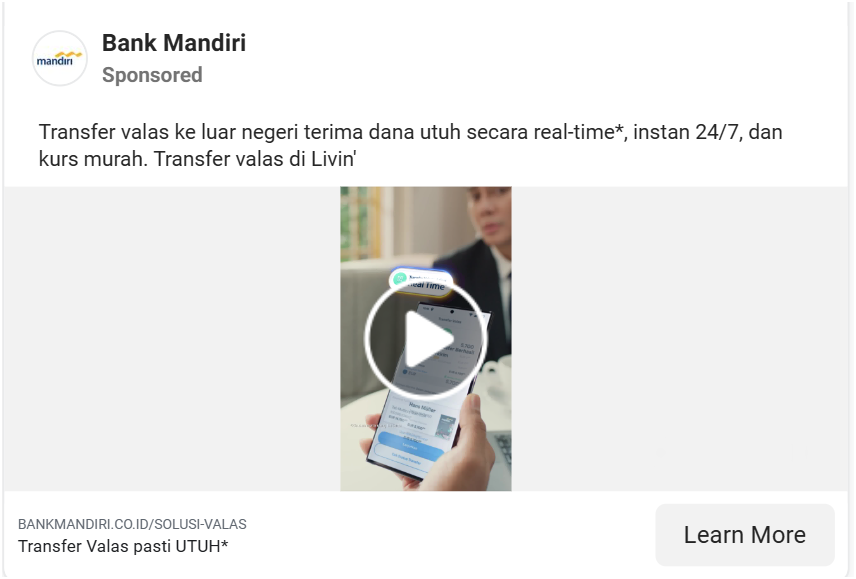 mandiri
Bank Mandiri
Sponsored
Transfer valas ke luar negeri terima dana utuh secara real-time*, instan 24/7, dan
kurs murah. Transfer valas di Livin'
Real Time
BANKMANDIRI.CO.ID/SOLUSI-VALAS
Transfer Valas pasti UTUH*
Learn More